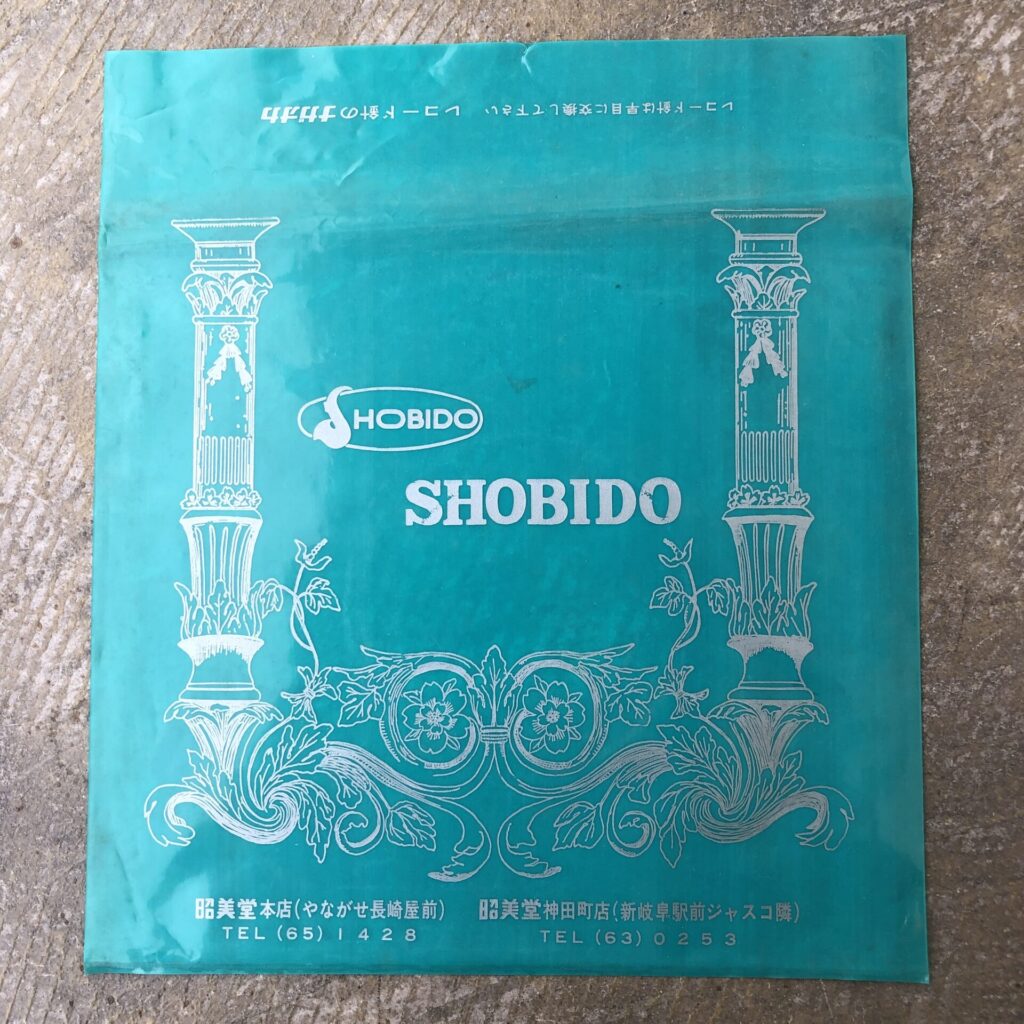 レコード針は早目に交換して下さい レコード針のナガオカ
SHOBIDO
SHOBIDO
昭美堂本店(やながせ長崎屋前) 昭美堂神田町店(新岐阜駅前ジャスコ隣)
TEL (65) 1428 TEL (63) 0253